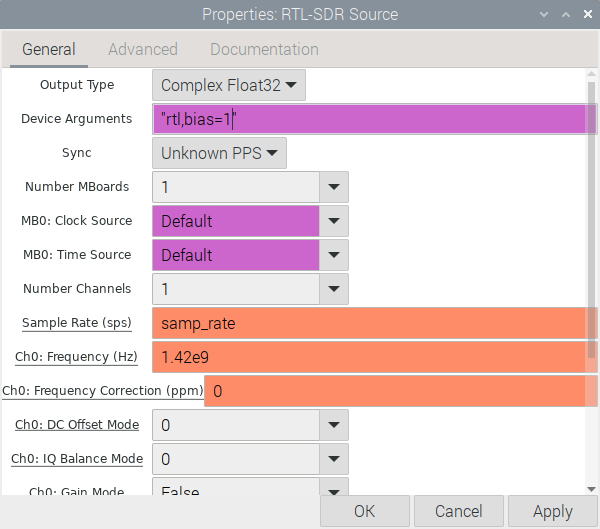 Properties: RTL-SDR Source
General Advanced Documentation
Output Type Complex Float32
Device Arguments "rtl,bias=1"
Sync Unknown PPS
Number MBoards 1
MB0: Clock Source Default
MB0: Time Source Default
Number Channels 1
Sample Rate (sps) samp_rate
Ch0: Frequency (Hz) 1.42e9
Ch0: Frequency Correction (ppm) 0
Ch0: DC Offset Mode 0
Ch0: IQ Balance Mode 0
Ch0: Gain Mode False
OK Cancel Apply